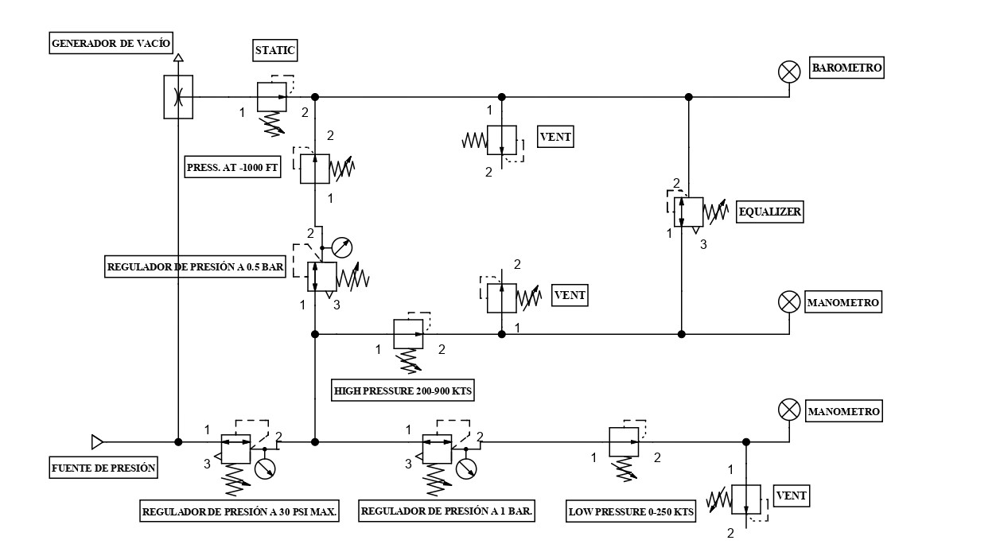 GENERADOR DE VACÍO
STATIC
BAROMETRO
1
2
1
VENT
2
2
PRESS. AT -1000 FT
1
2
EQUALIZER
1
3
2
REGULADOR DE PRESIÓN A 0.5 BAR
1
3
2
VENT
1
MANOMETRO
1
2
HIGH PRESSURE 200-900 KTS
MANOMETRO
1
2
3
1
2
3
1
2
FUENTE DE PRESIÓN
1
VENT
2
REGULADOR DE PRESIÓN A 30 PSI MAX.
REGULADOR DE PRESIÓN A 1 BAR.
LOW PRESSURE 0-250 KTS